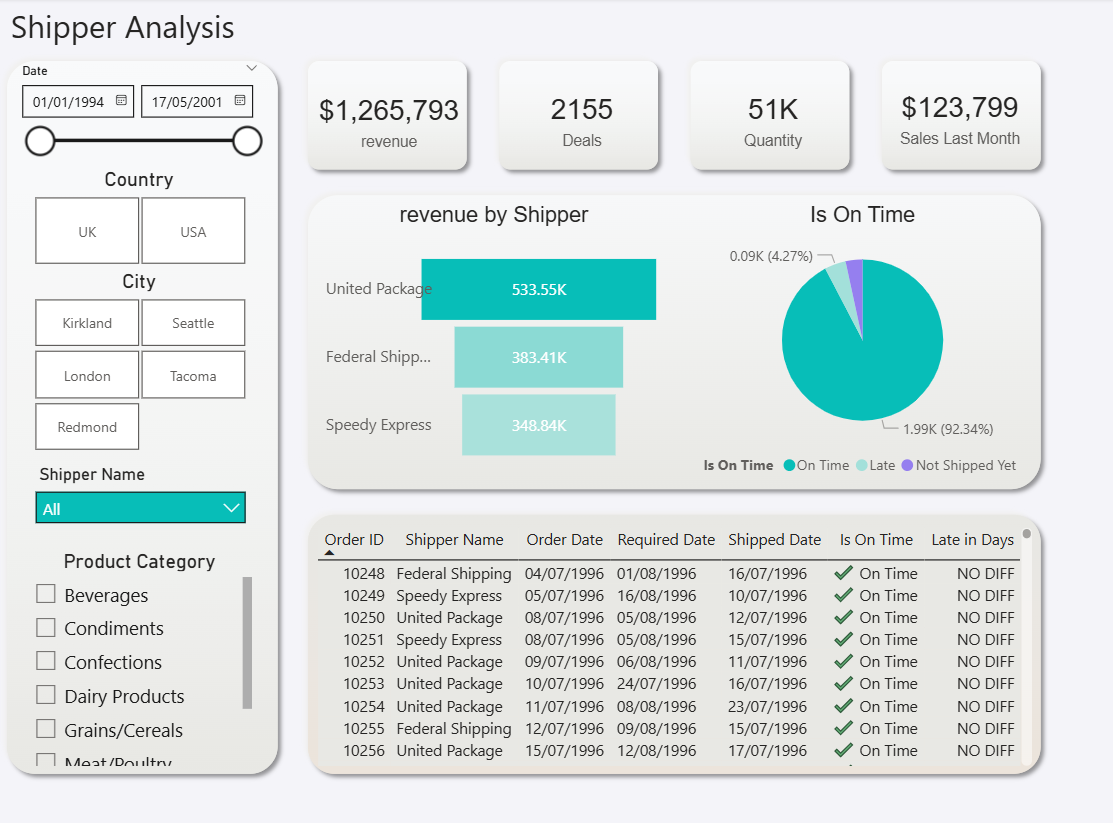 Shipper Analysis
Date
01/01/1994 17/05/2001
Country
UK USA
City
Kirkland Seattle
London Tacoma
Redmond
Shipper Name
All
Product Category
Beverages
Condiments
Confections
Dairy Products
Grains/Cereals
Meat/Poultry
$1,265,793
revenue
2155
Deals
51K
Quantity
$123,799
Sales Last Month
revenue by Shipper
United Package 533.55K
Federal Shipp... 383.41K
Speedy Express 348.84K
Is On Time
0.09K (4.27%)
1.99K (92.34%)
Is On Time On Time Late Not Shipped Yet
Order ID Shipper Name Order Date Required Date Shipped Date Is On Time Late in Days
10248 Federal Shipping 04/07/1996 01/08/1996 16/07/1996 On Time NO DIFF
10249 Speedy Express 05/07/1996 16/08/1996 10/07/1996 On Time NO DIFF
10250 United Package 08/07/1996 05/08/1996 12/07/1996 On Time NO DIFF
10251 Speedy Express 08/07/1996 05/08/1996 15/07/1996 On Time NO DIFF
10252 United Package 09/07/1996 06/08/1996 11/07/1996 On Time NO DIFF
10253 United Package 10/07/1996 24/07/1996 16/07/1996 On Time NO DIFF
10254 United Package 11/07/1996 08/08/1996 23/07/1996 On Time NO DIFF
10255 Federal Shipping 12/07/1996 09/08/1996 15/07/1996 On Time NO DIFF
10256 United Package 15/07/1996 12/08/1996 17/07/1996 On Time NO DIFF